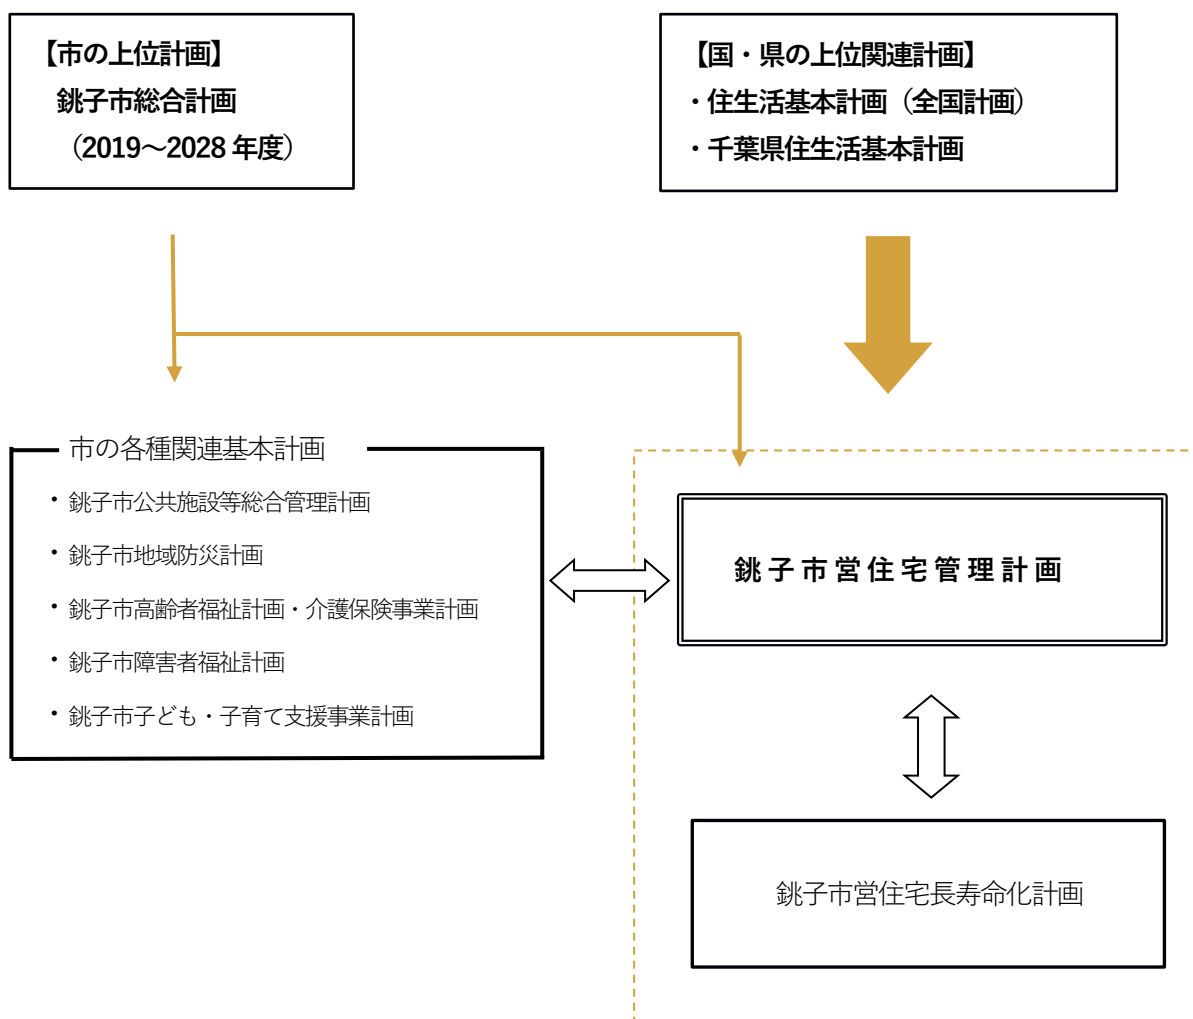 【市の上位計画】
銚子市総合計画
（2019～2028 年度）
【国・県の上位関連計画】
・住生活基本計画（全国計画）
・千葉県住生活基本計画
市の各種関連基本計画
・銚子市公共施設等総合管理計画
・銚子市地域防災計画
・銚子市高齢者福祉計画・介護保険事業計画
・銚子市障害者福祉計画
・銚子市子ども・子育て支援事業計画
銚子市営住宅管理計画
銚子市営住宅長寿命化計画